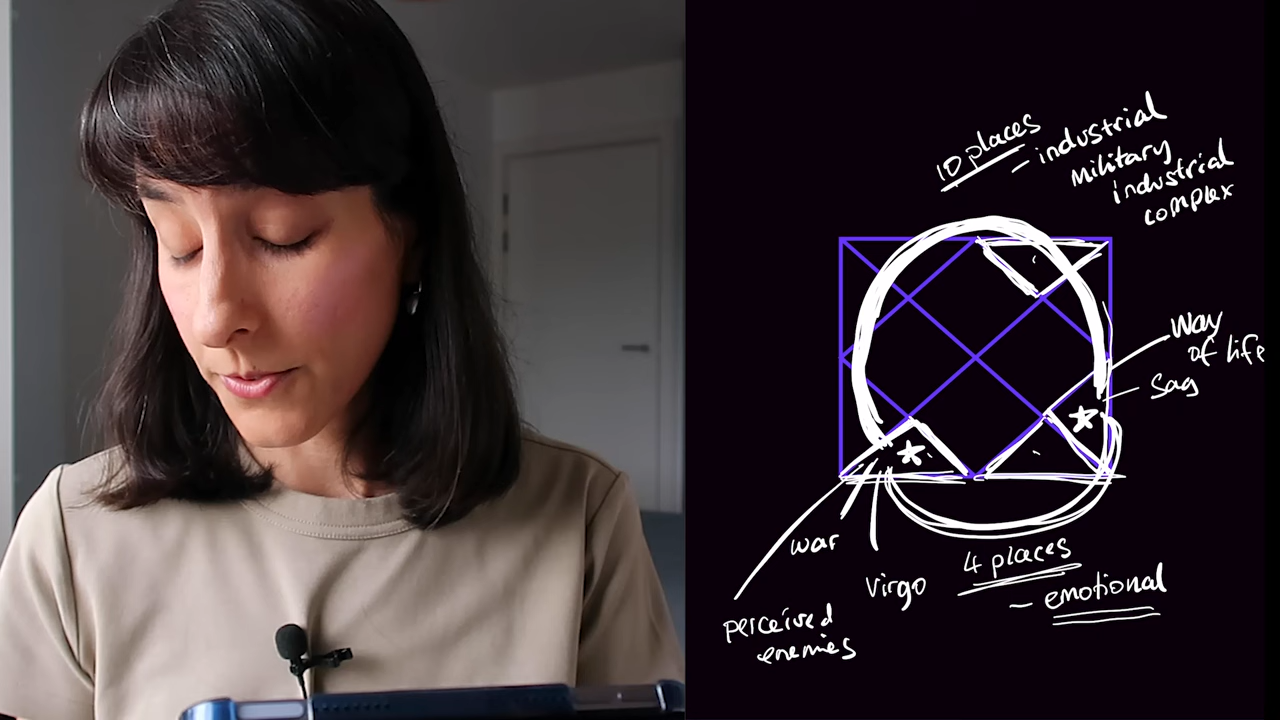 10 places
- industrial
military
industrial
complex
way
of life
Sag
war
virgo
4 places
- emotional
perceived
enemies